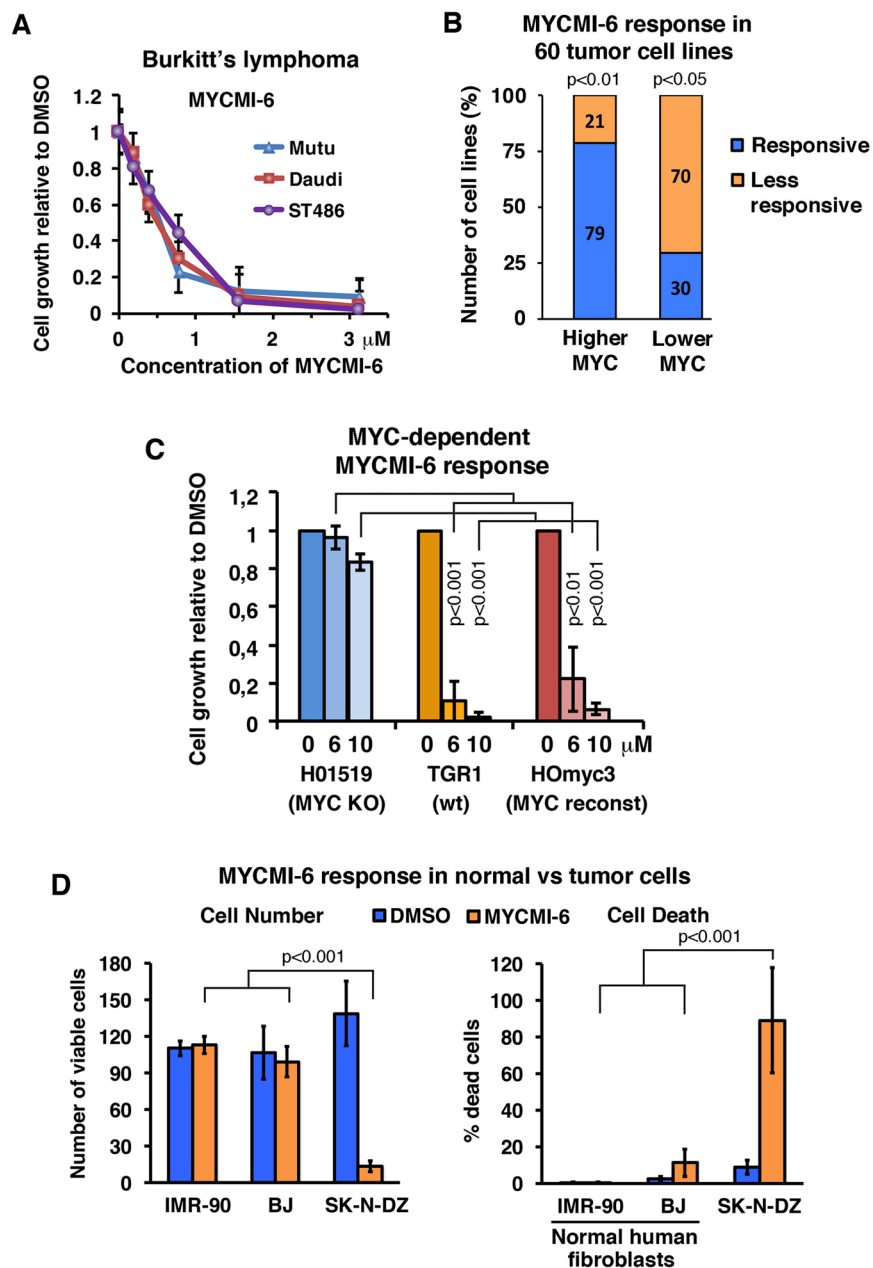 A
Burkitt's lymphoma
MYCMI-6
Cell growth relative to DMSO
1.2
1
0.8
0.6
0.4
0.2
0
Mutu
Daudi
ST486
0 1 2 3 μM
Concentration of MYCMI-6
B
MYCMI-6 response in
60 tumor cell lines
p<0.01 p<0.05
Number of cell lines (%)
100
75
50
25
0
21
79
70
30
Responsive
Less
responsive
Higher
MYC
Lower
MYC
C
MYC-dependent
MYCMI-6 response
Cell growth relative to DMSO
1,2
1
0,8
0,6
0,4
0,2
0
p<0.001
p<0.001
p<0.01
p<0.001
0 6 10 0 6 10 0 6 10 μM
H01519
(MYC KO)
TGR1
(wt)
HOmyc3
(MYC reconst)
D
MYCMI-6 response in normal vs tumor cells
Cell Number
DMSO MYCMI-6
Cell Death
Number of viable cells
180
150
120
90
60
30
0
p<0.001
IMR-90 BJ SK-N-DZ
% dead cells
120
100
80
60
40
20
0
p<0.001
IMR-90 BJ SK-N-DZ
Normal human
fibroblasts